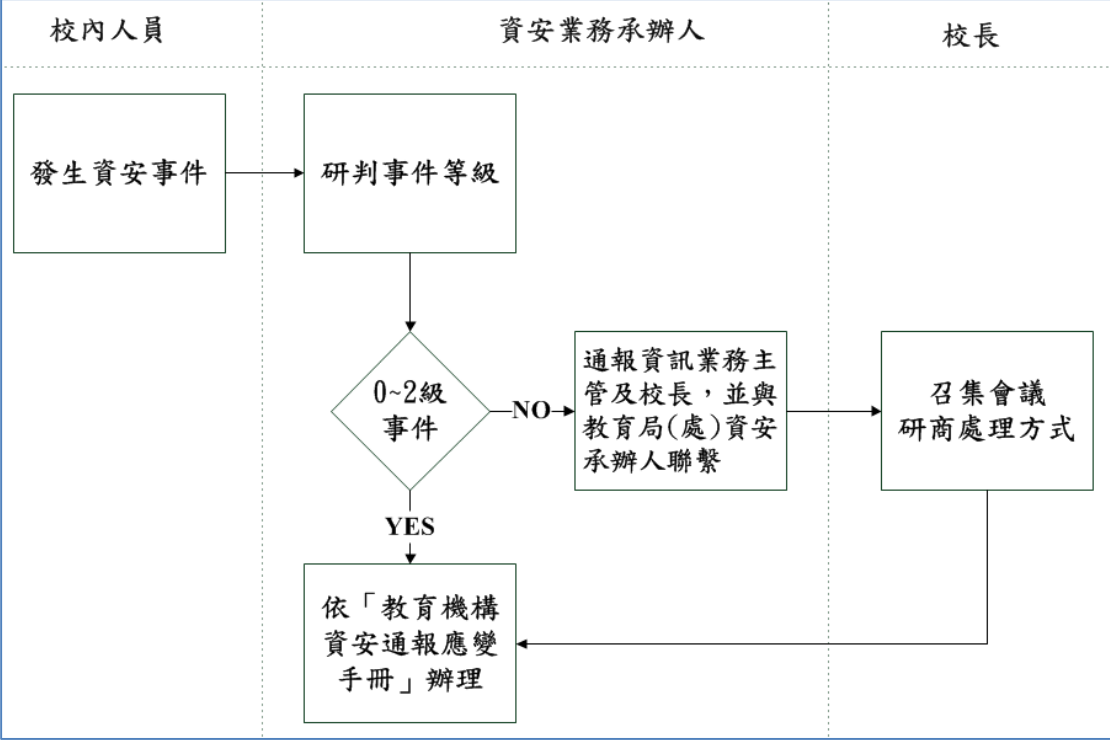 校內人員
資安業務承辦人
校長
發生資安事件
研判事件等級
0~2級
事件
NO
通報資訊業務主
管及校長，並與
教育局(處)資安
承辦人聯繫
召集會議
研商處理方式
YES
依「教育機構
資安通報應變
手冊」辦理